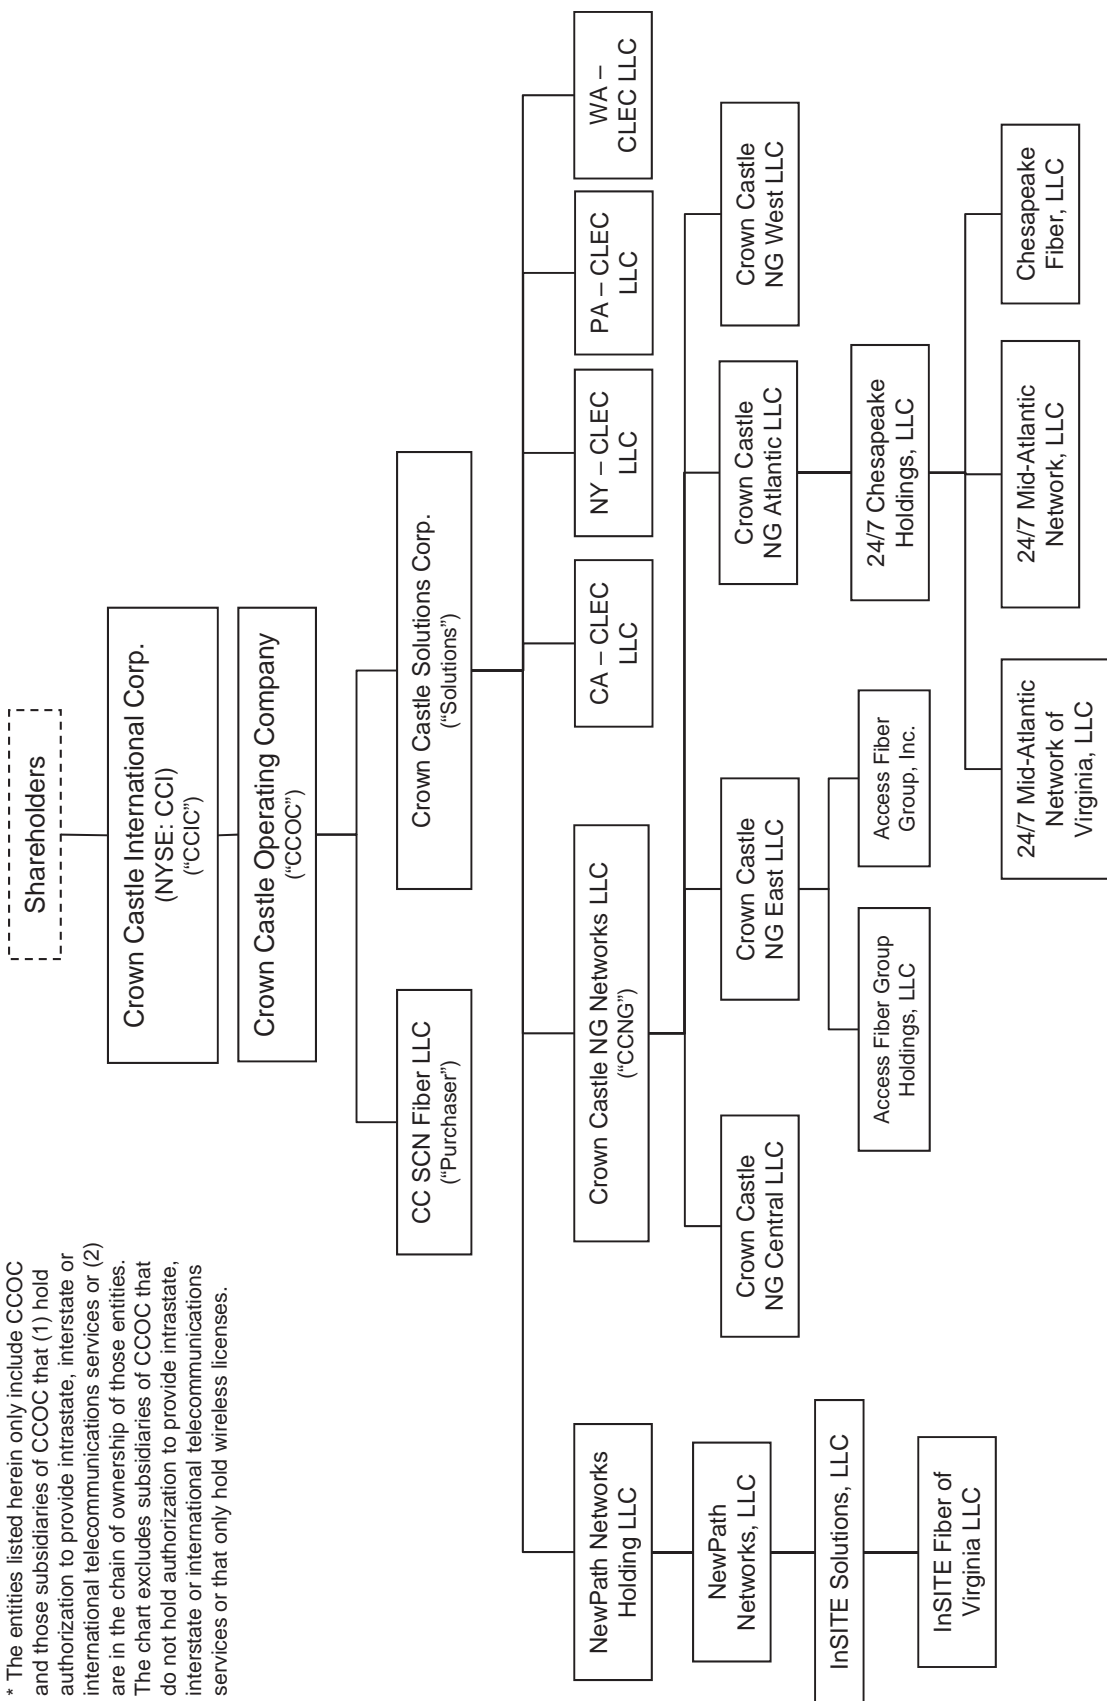 * The entities listed herein only include CCOC
and those subsidiaries of CCOC that (1) hold
authorization to provide intrastate, interstate or
international telecommunications services or (2)
are in the chain of ownership of those entities.
The chart excludes subsidiaries of CCOC that
do not hold authorization to provide intrastate,
interstate or international telecommunications
services or that only hold wireless licenses.
Shareholders
Crown Castle International Corp.
(NYSE: CCI)
(“CCIC”)
Crown Castle Operating Company
(“CCOC”)
CC SCN Fiber LLC
(“Purchaser”)
Crown Castle Solutions Corp.
(“Solutions”)
NewPath Networks
Holding LLC
Crown Castle NG Networks LLC
(“CCNG”)
CA – CLEC
LLC
NY – CLEC
LLC
PA – CLEC
LLC
WA –
CLEC LLC
NewPath
Networks, LLC
Crown Castle
NG Central LLC
Crown Castle
NG East LLC
Crown Castle
NG Atlantic LLC
Crown Castle
NG West LLC
InSITE Solutions, LLC
Access Fiber Group
Holdings, LLC
Access Fiber
Group, Inc.
24/7 Chesapeake
Holdings, LLC
InSITE Fiber of
Virginia LLC
24/7 Mid-Atlantic
Network of
Virginia, LLC
24/7 Mid-Atlantic
Network, LLC
Chesapeake
Fiber, LLC